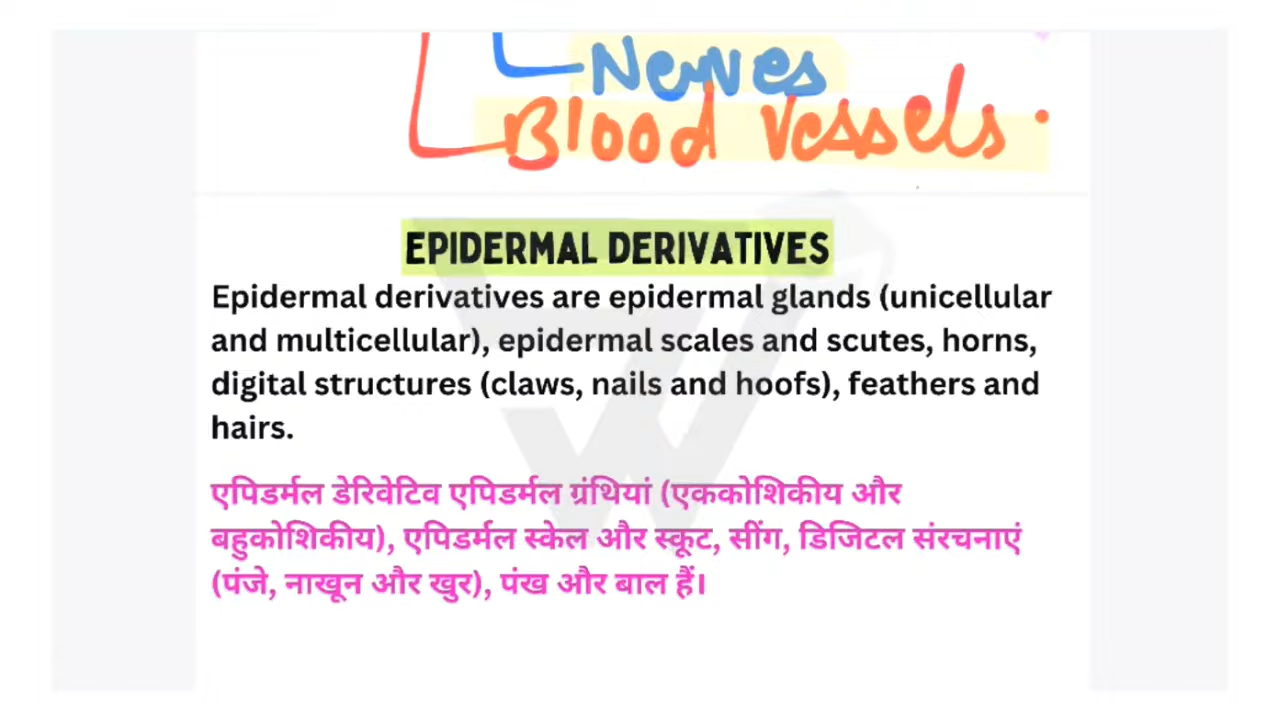 Nerves
Blood Vessels.
EPIDERMAL DERIVATIVES
Epidermal derivatives are epidermal glands (unicellular
and multicellular), epidermal scales and scutes, horns,
digital structures (claws, nails and hoofs), feathers and
hairs.
एपिडर्मल डेरिवेटिव एपिडर्मल ग्रंथियां (एककोशिकीय और
बहुकोशिकीय), एपिडर्मल स्केल और स्कूट, सींग, डिजिटल संरचनाएं
(पंजे, नाखून और खुर), पंख और बाल हैं।